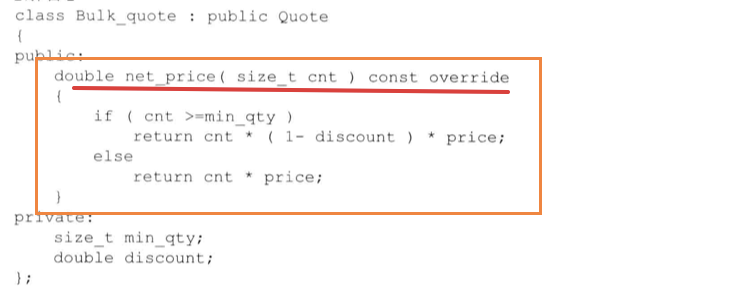 class Bulk_quote : public Quote
{
public:
double net_price( size_t cnt ) const override
{
if ( cnt >=min_qty )
return cnt * ( 1- discount ) * price;
else
return cnt * price;
}
private:
size_t min_qty;
double discount;
};